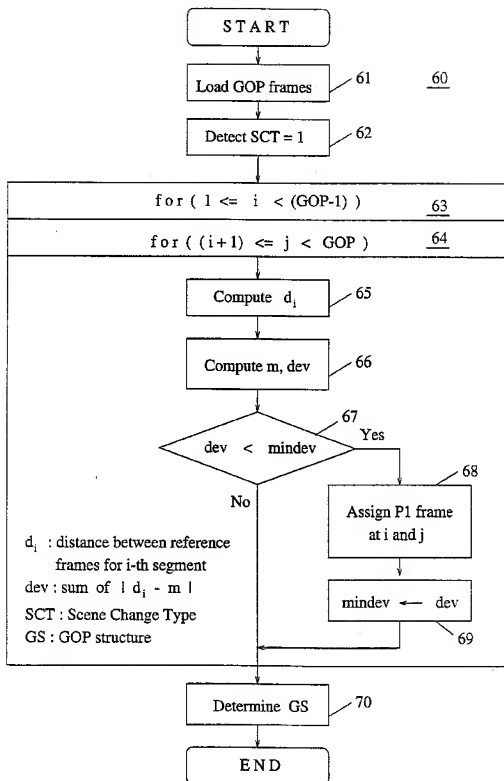 START
Load GOP frames
61
60
Detect SCT = 1
62
for ( 1 <= i < (GOP-1) )
63
for ( (i+1) <= j < GOP )
64
Compute d_i
65
Compute m, dev
66
67
dev < mindev
Yes
No
68
Assign P1 frame
at i and j
mindev ← dev
69
d_i : distance between reference
frames for i-th segment
dev: sum of | d_i - m |
SCT : Scene Change Type
GS : GOP structure
Determine GS
70
END